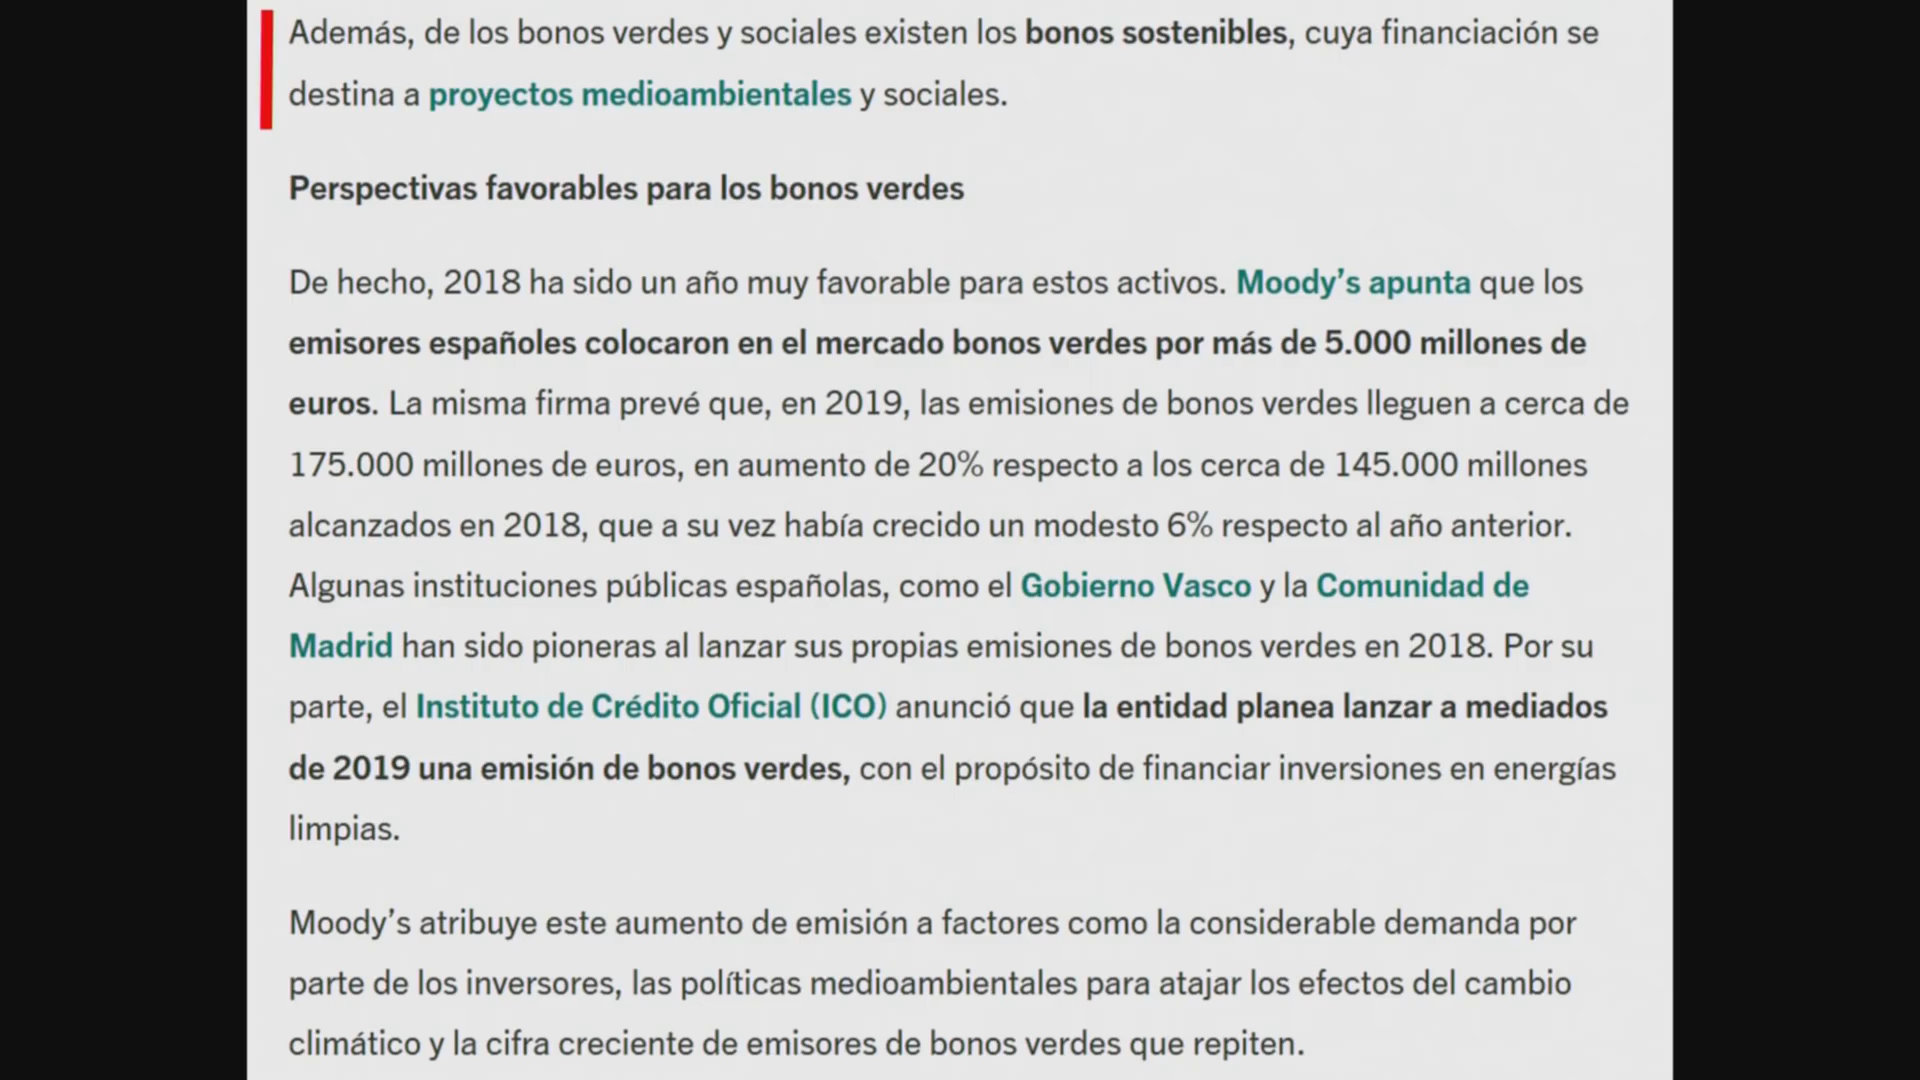 Además, de los bonos verdes y sociales existen los bonos sostenibles, cuya financiación se
destina a proyectos medioambientales y sociales.
Perspectivas favorables para los bonos verdes
De hecho, 2018 ha sido un año muy favorable para estos activos. Moody’s apunta que los
emisores españoles colocaron en el mercado bonos verdes por más de 5.000 millones de
euros. La misma firma prevé que, en 2019, las emisiones de bonos verdes lleguen a cerca de
175.000 millones de euros, en aumento de 20% respecto a los cerca de 145.000 millones
alcanzados en 2018, que a su vez había crecido un modesto 6% respecto al año anterior.
Algunas instituciones públicas españolas, como el Gobierno Vasco y la Comunidad de
Madrid han sido pioneras al lanzar sus propias emisiones de bonos verdes en 2018. Por su
parte, el Instituto de Crédito Oficial (ICO) anunció que la entidad planea lanzar a mediados
de 2019 una emisión de bonos verdes, con el propósito de financiar inversiones en energías
limpias.
Moody’s atribuye este aumento de emisión a factores como la considerable demanda por
parte de los inversores, las políticas medioambientales para atajar los efectos del cambio
climático y la cifra creciente de emisores de bonos verdes que repiten.